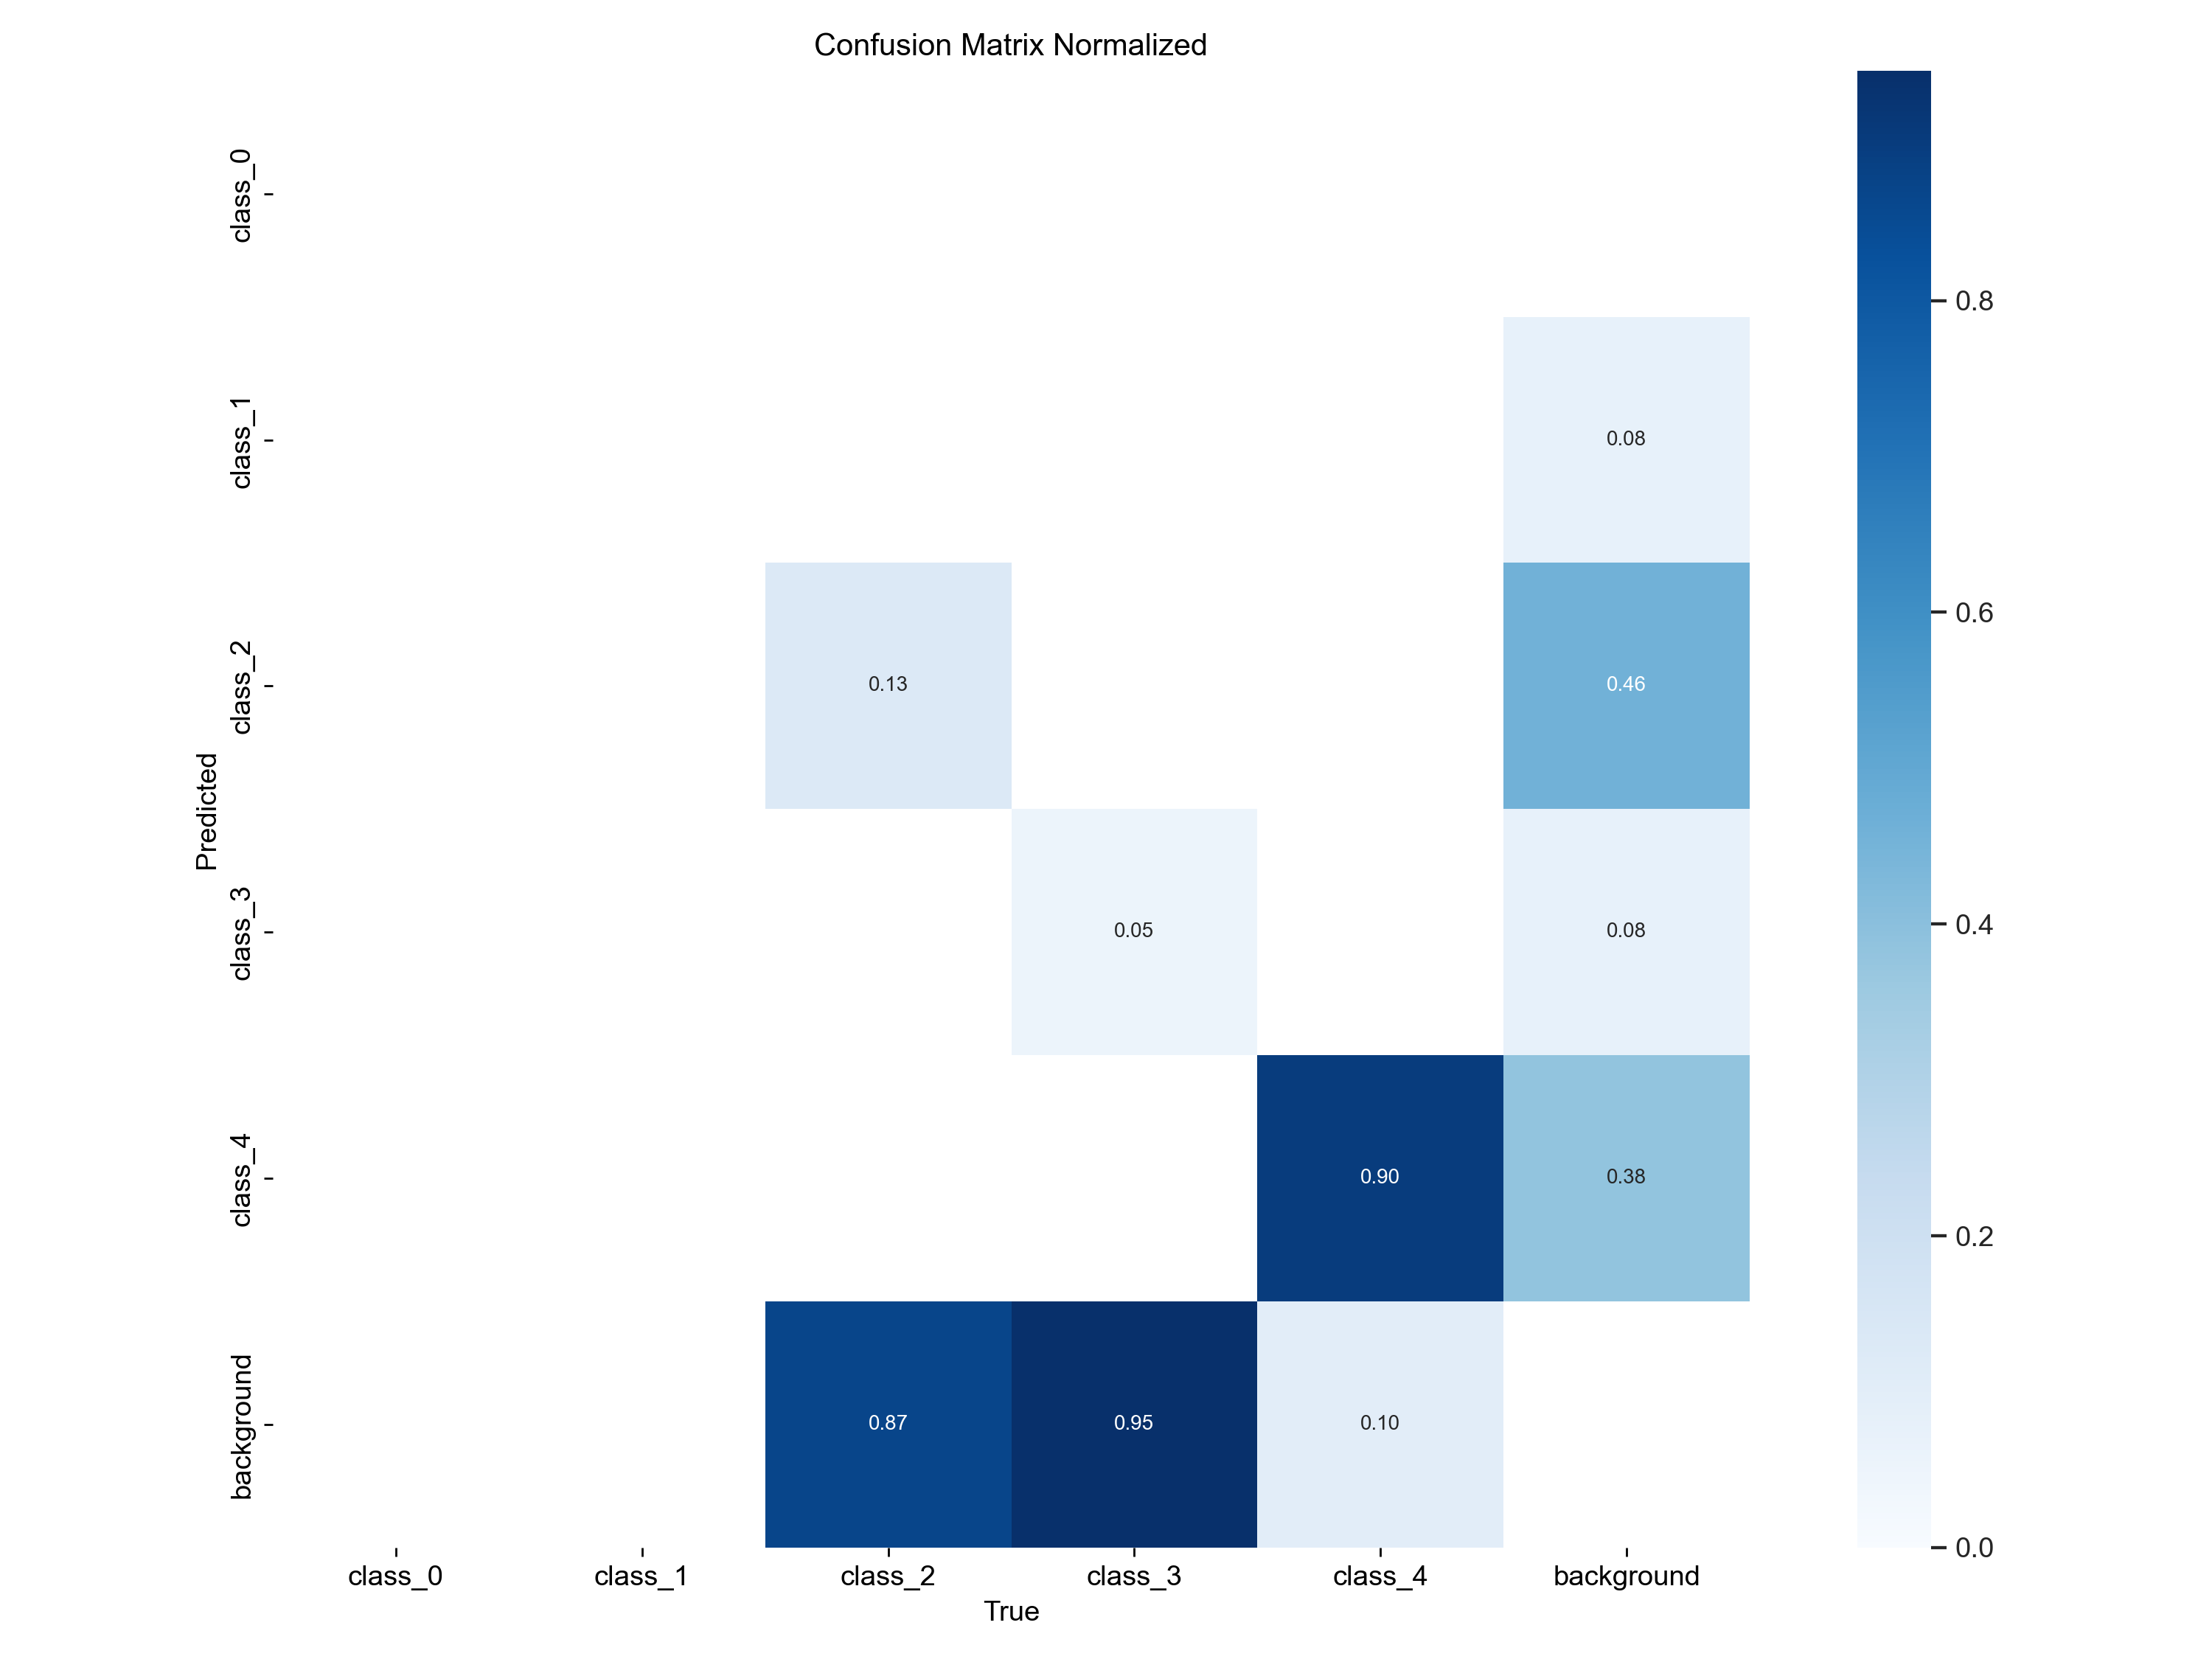 Confusion Matrix Normalized
class_0
class_1
0.08
class_2
0.13
0.46
Predicted
class_3
0.05
0.08
class_4
0.90
0.38
background
0.87
0.95
0.10
class_0
class_1
class_2
class_3
class_4
background
True
0.8
0.6
0.4
0.2
0.0